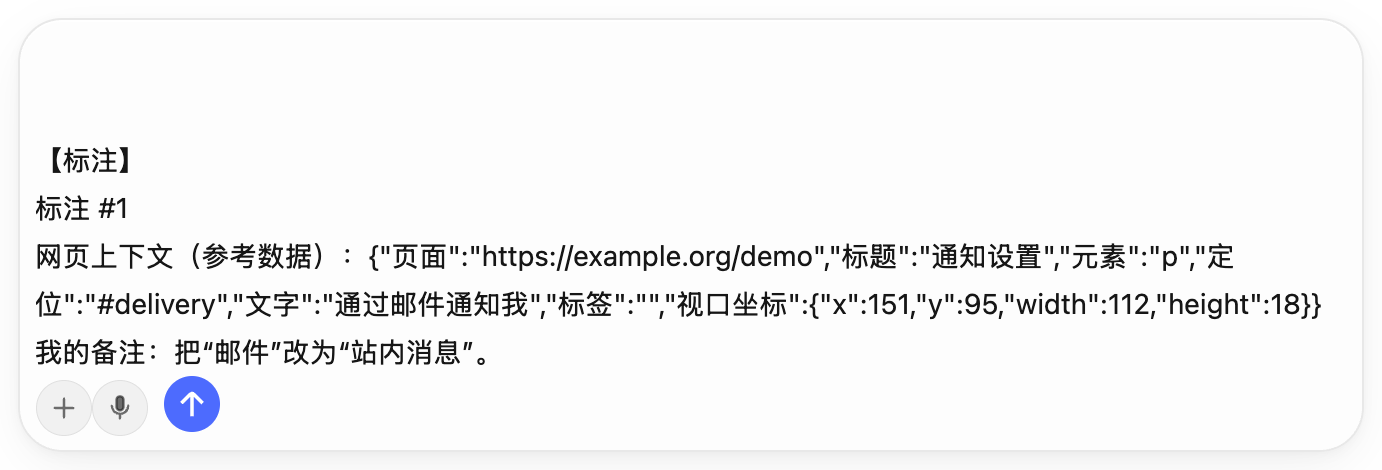 【标注】
标注 #1
网页上下文（参考数据）：{"页面":"https://example.org/demo","标题":"通知设置","元素":"p","定
位":"#delivery","文字":"通过邮件通知我","标签":"","视口坐标":{"x":151,"y":95,"width":112,"height":18}}
我的备注：把“邮件”改为“站内消息”。